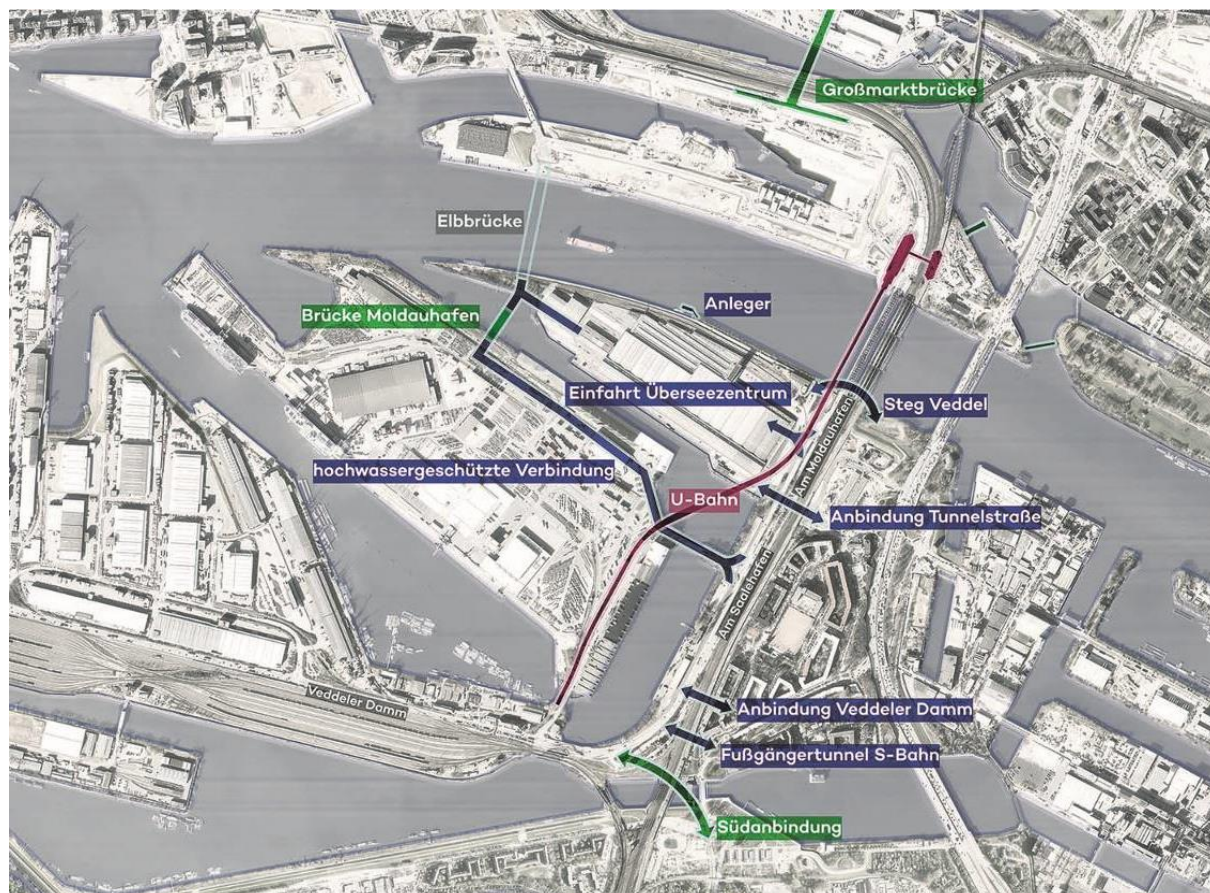 Großmarktbrücke
Elbbrücke
Anleger
Brücke Moldauhafen
Einfahrt Überseezentrum
Steg Veddel
Am Moldauhafen
hochwassergeschützte Verbindung
U-Bahn
Anbindung Tunnelstraße
Am Saalehafen
Veddeler Damm
Anbindung Veddeler Damm
Fußgängertunnel S-Bahn
Südanbindung